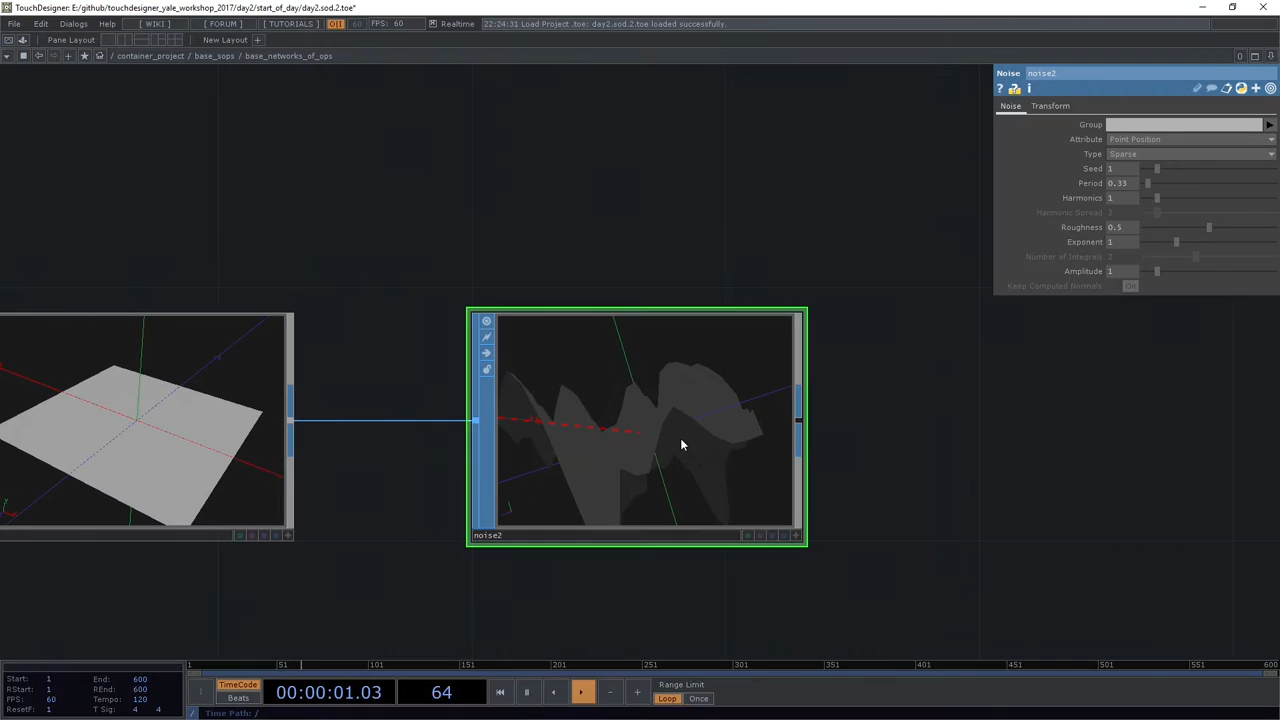 TouchDesigner: E:/github/touchdesigner_yale_workshop_2017/day2/start_of_day/day2.sod.2.toe*
File Edit Dialogs Help [ WIKI ] [ FORUM ] [ TUTORIALS ] O|I 60 FPS: 60 Realtime 22:24:31 Load Project .toe: day2.sod.2.toe loaded successfully.
Pane Layout New Layout +
/ container_project / base_sops / base_networks_of_ops 0
Noise noise2
? ? i
Noise Transform
Group
Attribute Point Position
Type Sparse
Seed 1
Period 0.33
Harmonics 1
Harmonic Spread 2
Roughness 0.5
Exponent 1
Number of Integrals 2
Amplitude 1
Keep Computed Normals On
noise2
1 51 101 151 201 251 301 351 401 451 501 551 600
Start: 1 End: 600
RStart: 1 REnd: 600
FPS: 60 Tempo: 120
ResetF: 1 T Sig: 4 4
1 TimeCode Beats 00:00:01.03 64 - + Range Limit
Loop Once
/ Time Path: /